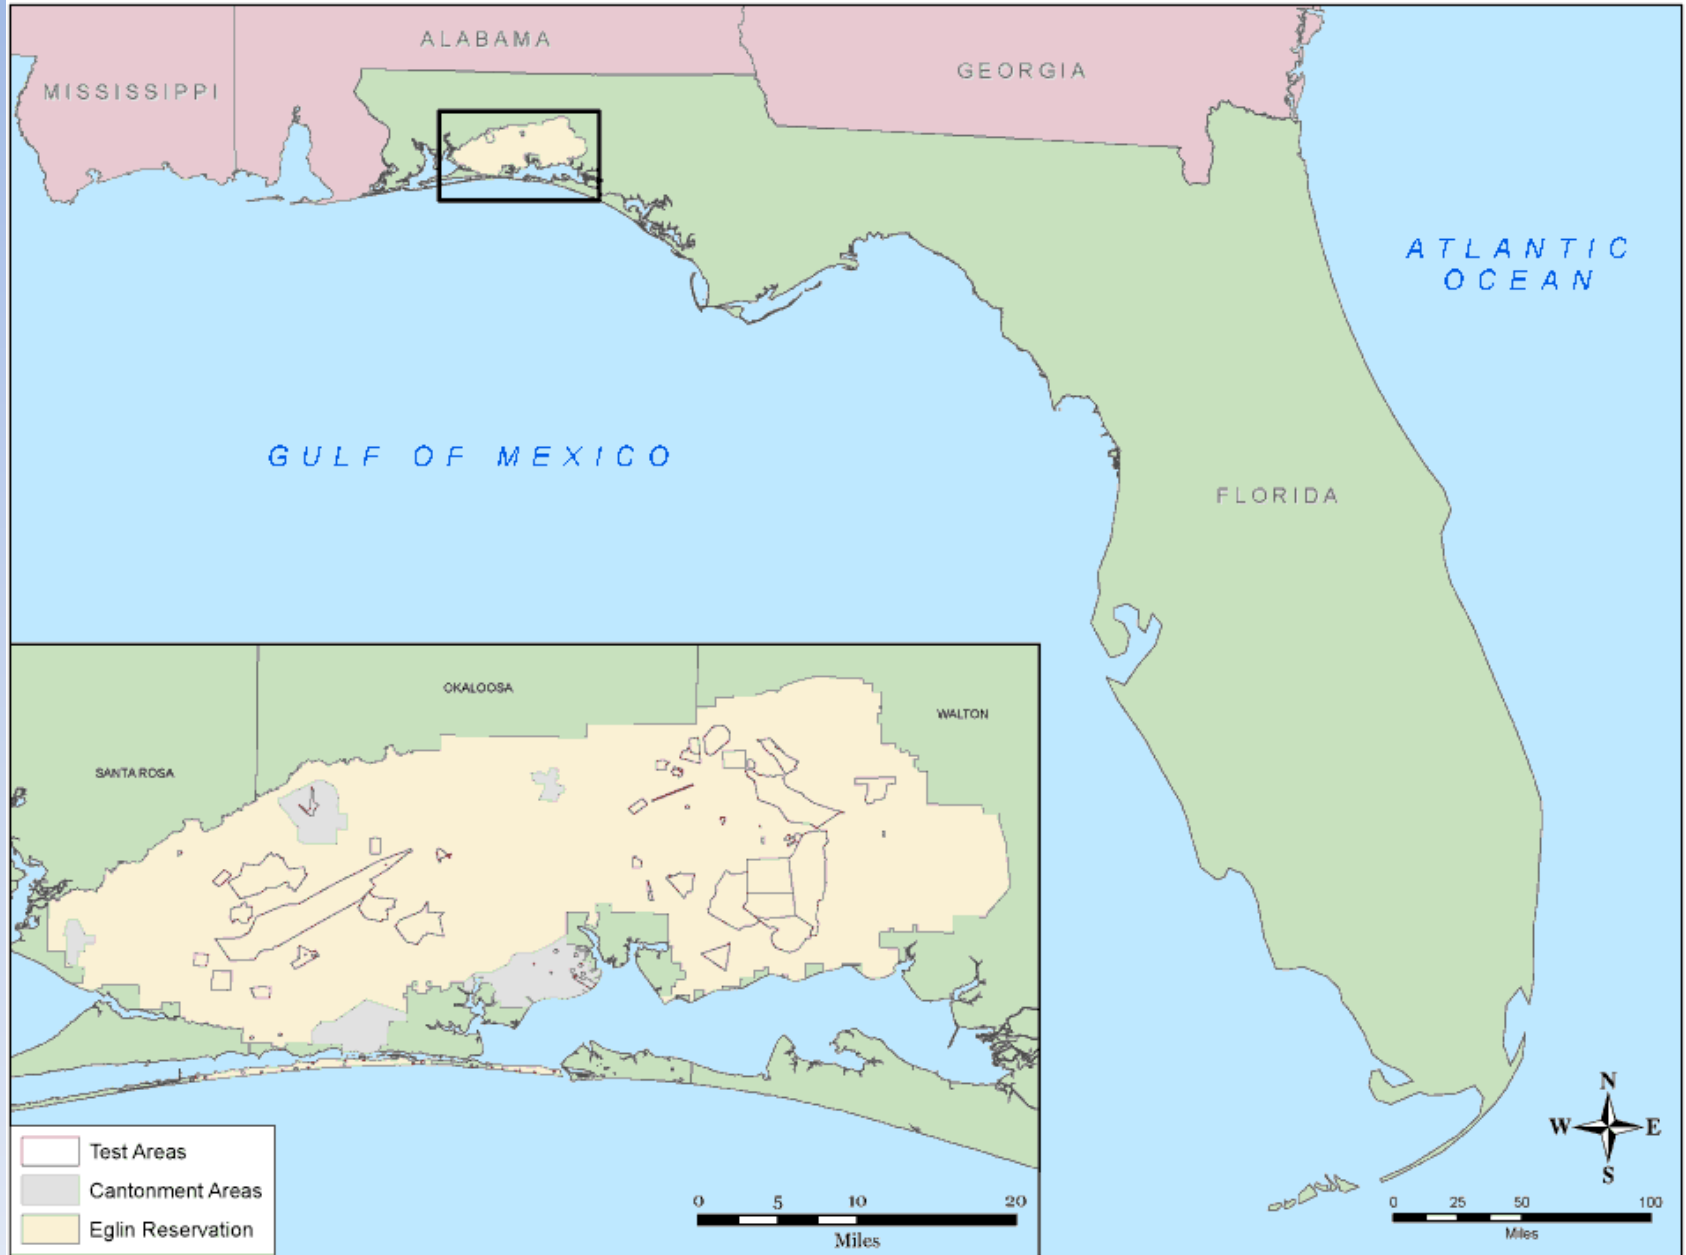 ALABAMA
MISSISSIPPI
GEORGIA
ATLANTIC
OCEAN
GULF OF MEXICO
FLORIDA
OKALOOSA
WALTON
SANTA ROSA
Test Areas
Cantonment Areas
Eglin Reservation
0 5 10 20
Miles
N
W E
S
0 25 50 100
Miles